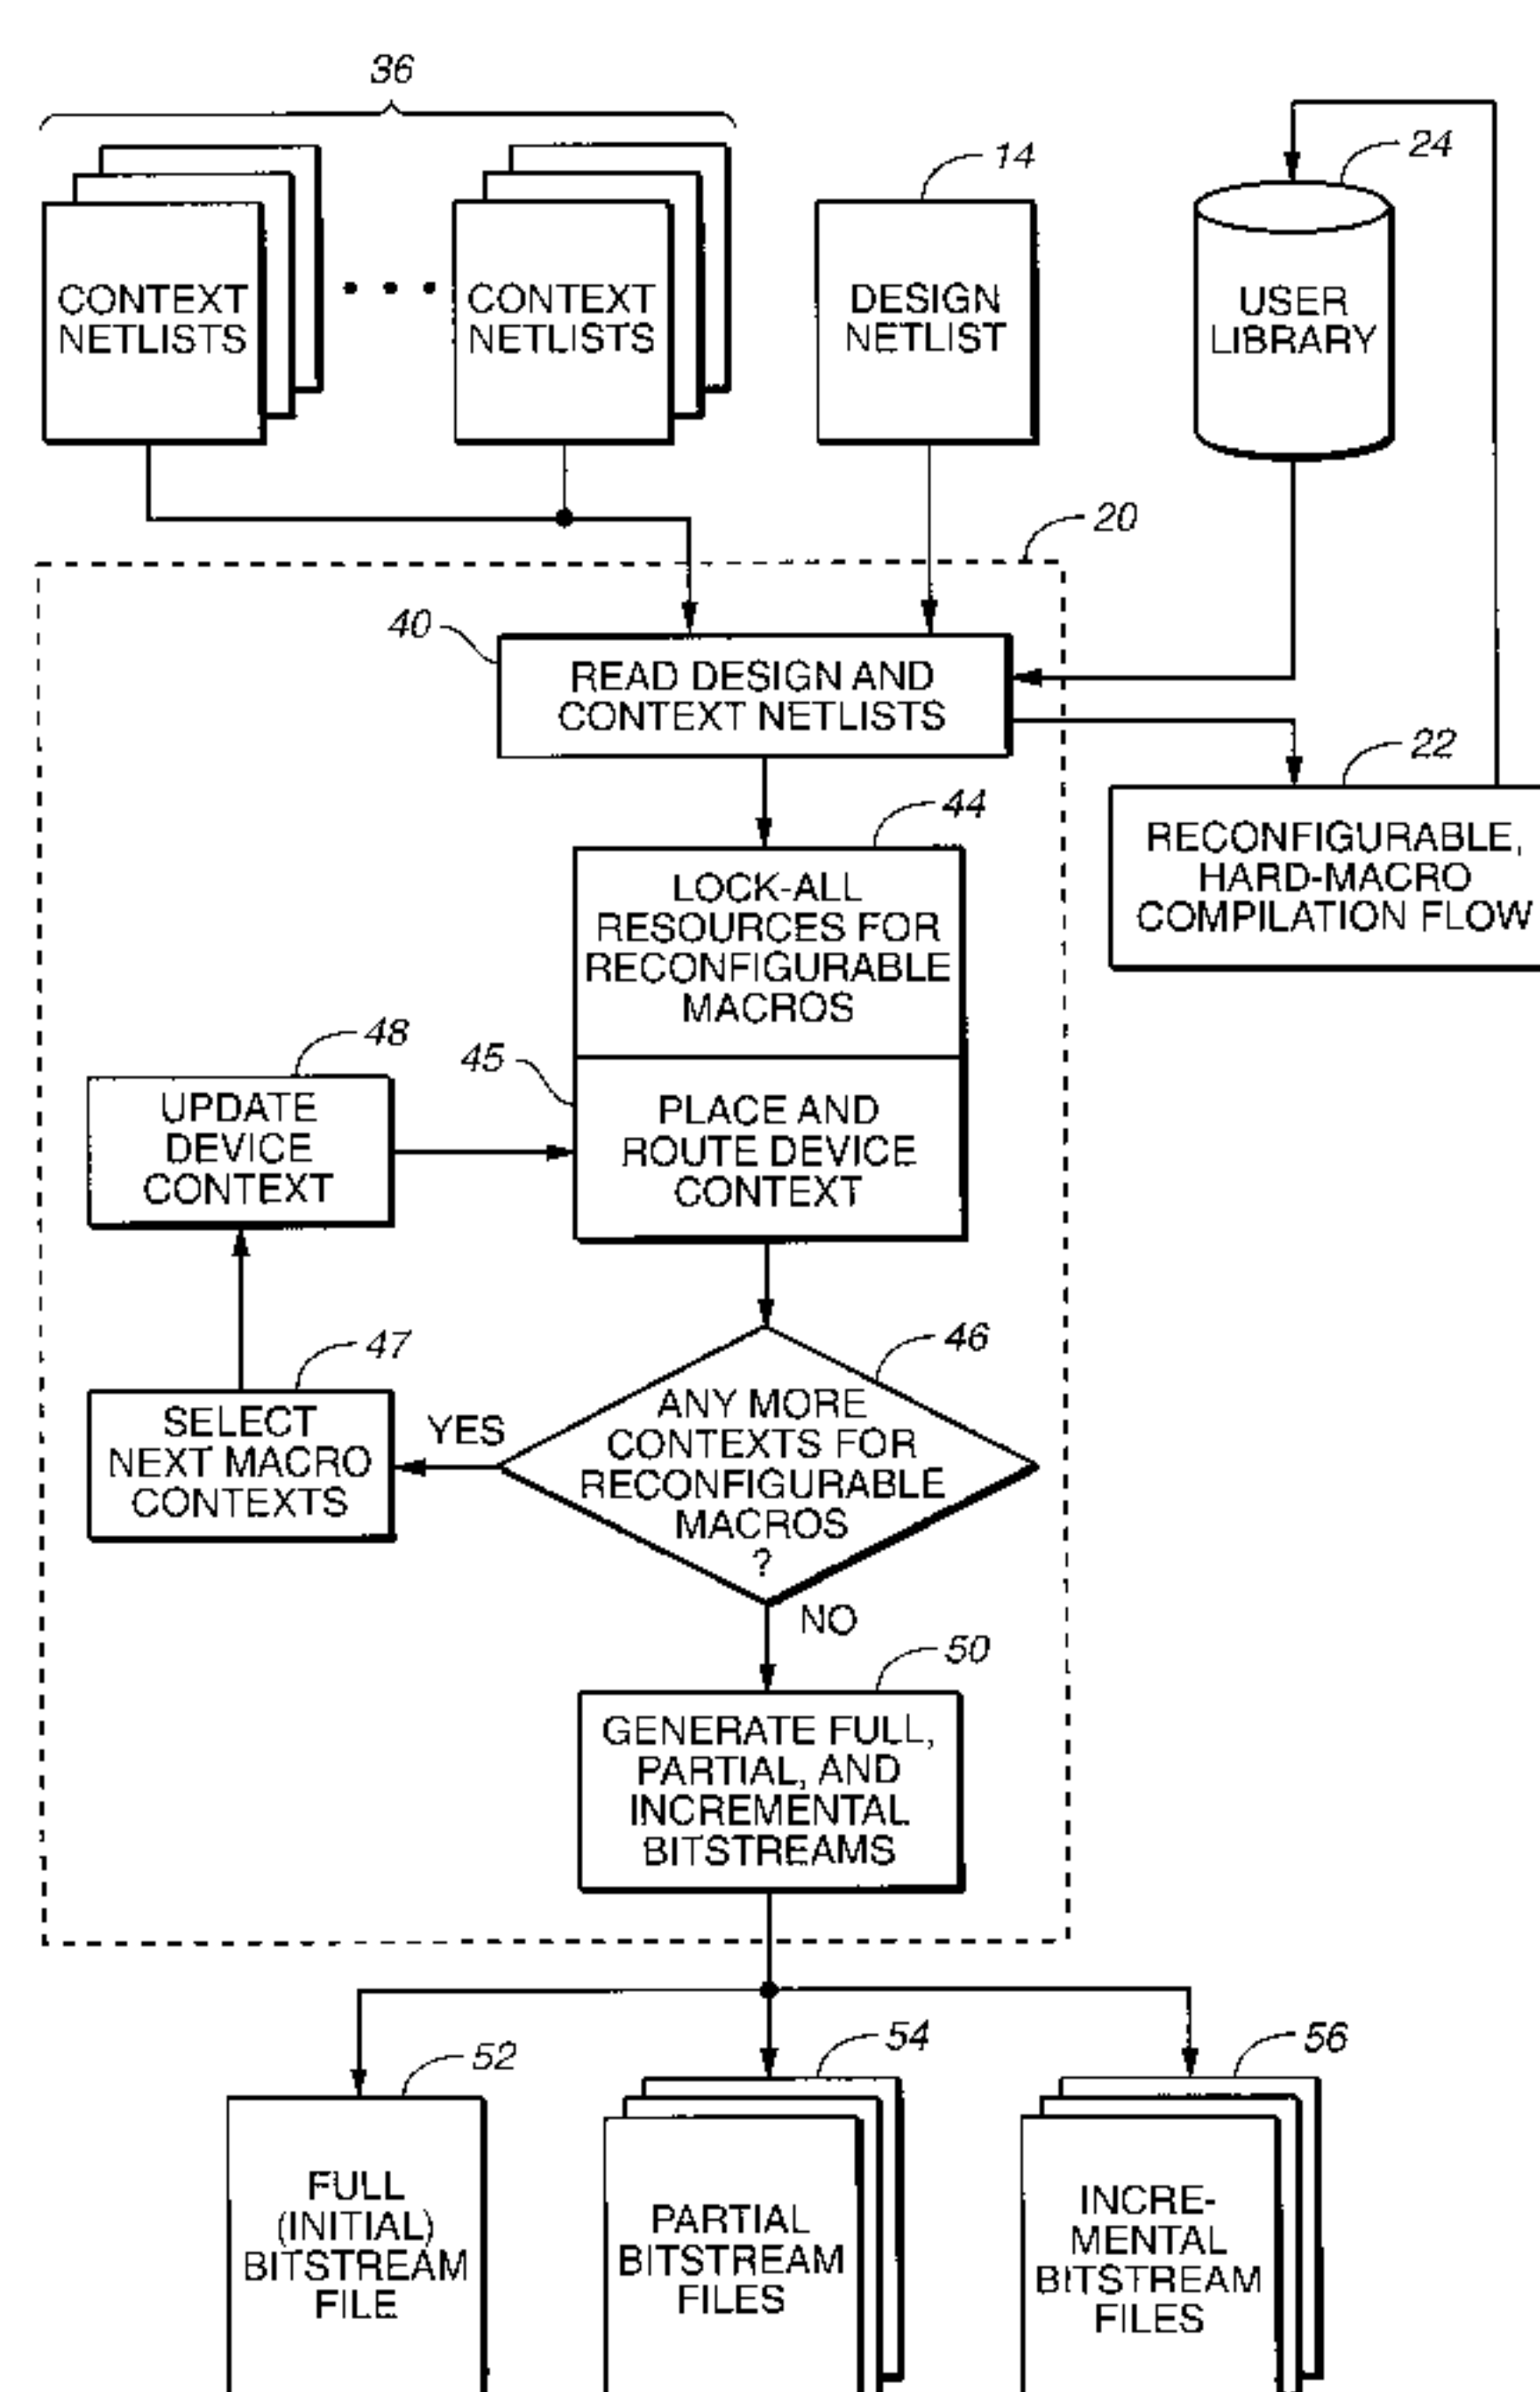 36
14
24
CONTEXT
NETLISTS
CONTEXT
NETLISTS
DESIGN
NETLIST
USER
LIBRARY
20
40
READ DESIGN AND
CONTEXT NETLISTS
22
RECONFIGURABLE,
HARD-MACRO
COMPILATION FLOW
44
LOCK-ALL
RESOURCES FOR
RECONFIGURABLE
MACROS
48
45
UPDATE
DEVICE
CONTEXT
PLACE AND
ROUTE DEVICE
CONTEXT
47
46
SELECT
NEXT MACRO
CONTEXTS
YES
ANY MORE
CONTEXTS FOR
RECONFIGURABLE
MACROS
?
NO
50
GENERATE FULL,
PARTIAL, AND
INCREMENTAL
BITSTREAMS
52
54
56
FULL
(INITIAL)
BITSTREAM
FILE
PARTIAL
BITSTREAM
FILES
INCRE-
MENTAL
BITSTREAM
FILES